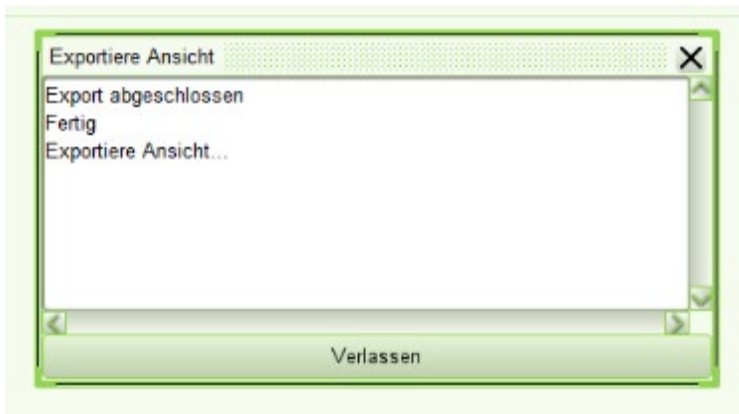 Exportiere Ansicht
Export abgeschlossen
Fertig
Exportiere Ansicht...
Verlassen